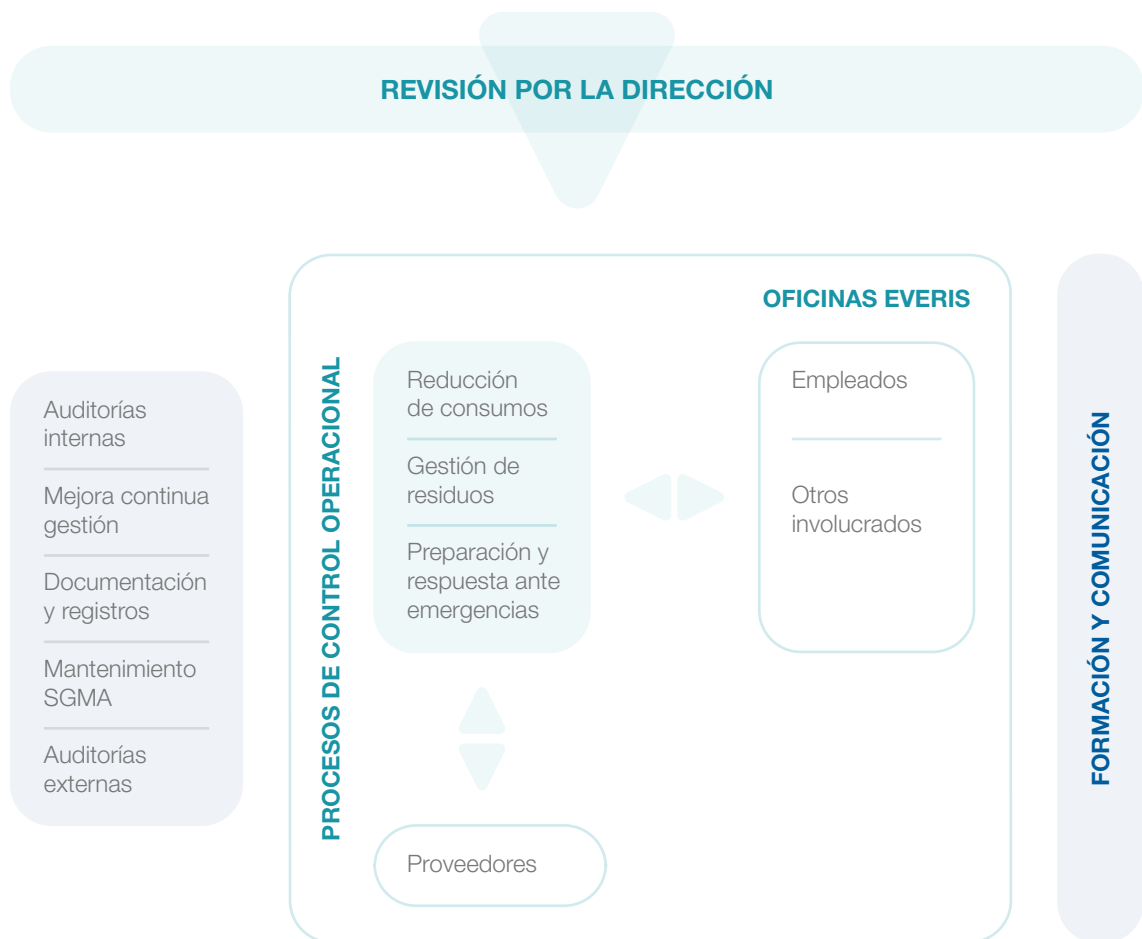 REVISIÓN POR LA DIRECCIÓN
Auditorías
internas
Mejora continua
gestión
Documentación
y registros
Mantenimiento
SGMA
Auditorías
externas
PROCESOS DE CONTROL OPERACIONAL
OFICINAS EVERIS
Reducción
de consumos
Gestión de
residuos
Preparación y
respuesta ante
emergencias
Empleados
Otros
involucrados
Proveedores
FORMACIÓN Y COMUNICACIÓN